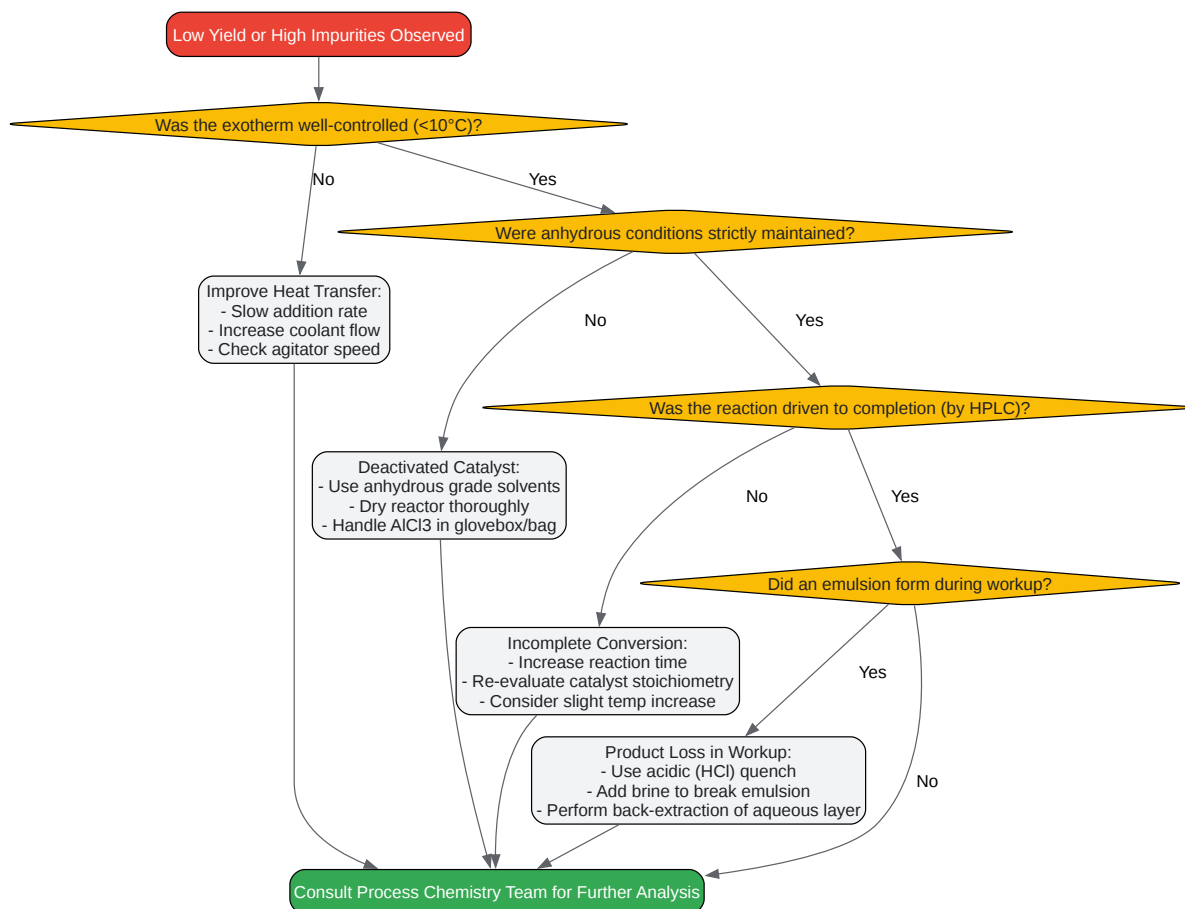 Low Yield or High Impurities Observed
Was the exotherm well-controlled (<10°C)?
No
Yes
Were anhydrous conditions strictly maintained?
Improve Heat Transfer:
- Slow addition rate
- Increase coolant flow
- Check agitator speed
No
Yes
Was the reaction driven to completion (by HPLC)?
Deactivated Catalyst:
- Use anhydrous grade solvents
- Dry reactor thoroughly
- Handle AlCl3 in glovebox/bag
No
Yes
Did an emulsion form during workup?
Incomplete Conversion:
- Increase reaction time
- Re-evaluate catalyst stoichiometry
- Consider slight temp increase
Yes
Product Loss in Workup:
- Use acidic (HCl) quench
- Add brine to break emulsion
- Perform back-extraction of aqueous layer
No
Consult Process Chemistry Team for Further Analysis